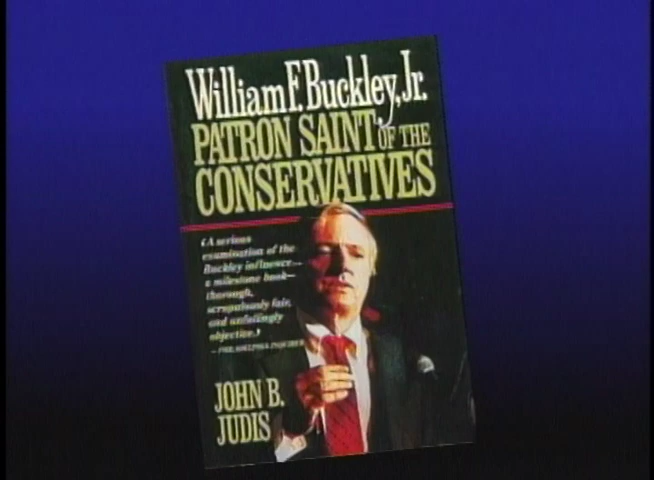 William F. Buckley, Jr.
PATRON SAINT OF THE
CONSERVATIVES
“A serious
examination of the
Buckley influence—
a milestone book—
thorough,
scrupulously fair,
and unfailingly
objective.”
—PHILADELPHIA INQUIRER
JOHN B.
JUDIS